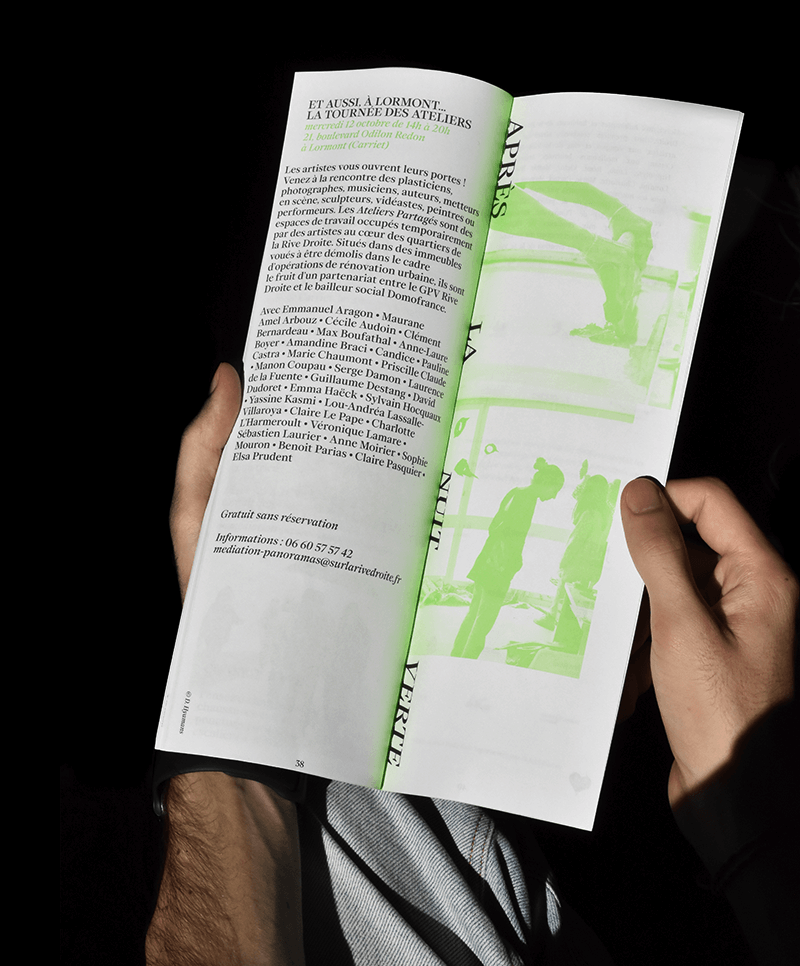 ET AUSSI, À LORMONT...
LA TOURNÉE DES ATELIERS
mercredi 12 octobre de 14h à 20h
21, boulevard Odilon Redon
à Lormont (Carriet)
Les artistes vous ouvrent leurs portes !
Venez à la rencontre des plasticiens,
photographes, musiciens, auteurs, metteurs
en scène, sculpteurs, vidéastes, peintres ou
performeurs. Les Ateliers Partagés sont des
espaces de travail occupés temporairement
par des artistes au cœur des quartiers de
la Rive Droite. Situés dans des immeubles
voués à être démolis dans le cadre
d'opérations de rénovation urbaine, ils sont
le fruit d'un partenariat entre le GPV Rive
Droite et le bailleur social Domofrance.
Avec Emmanuel Aragon • Maurane
Amel Arbouz • Cécile Audoin • Clément
Bernardeau • Max Boufathal • Anne-Laure
Boyer • Amandine Braci • Candice • Pauline
Castra • Marie Chaumont • Priscille Claude
• Manon Coupau • Serge Damon • Laurence
de la Fuente • Guillaume Destang • David
Dudoret • Emma Haëck • Sylvain Hocquaux
• Yassine Kasmi • Lou-Andréa Lassalle-
Villaroya • Claire Le Pape • Charlotte
L'Harmeroult • Véronique Lamare •
Sébastien Laurier • Anne Moirier • Sophie
Mouron • Benoit Parias • Claire Pasquier •
Elsa Prudent
Gratuit sans réservation
Informations : 06 60 57 57 42
mediation-panoramas@surlarivedroite.fr
© D. Hyumans
38
APRÈS
LA
NUIT
VERTE